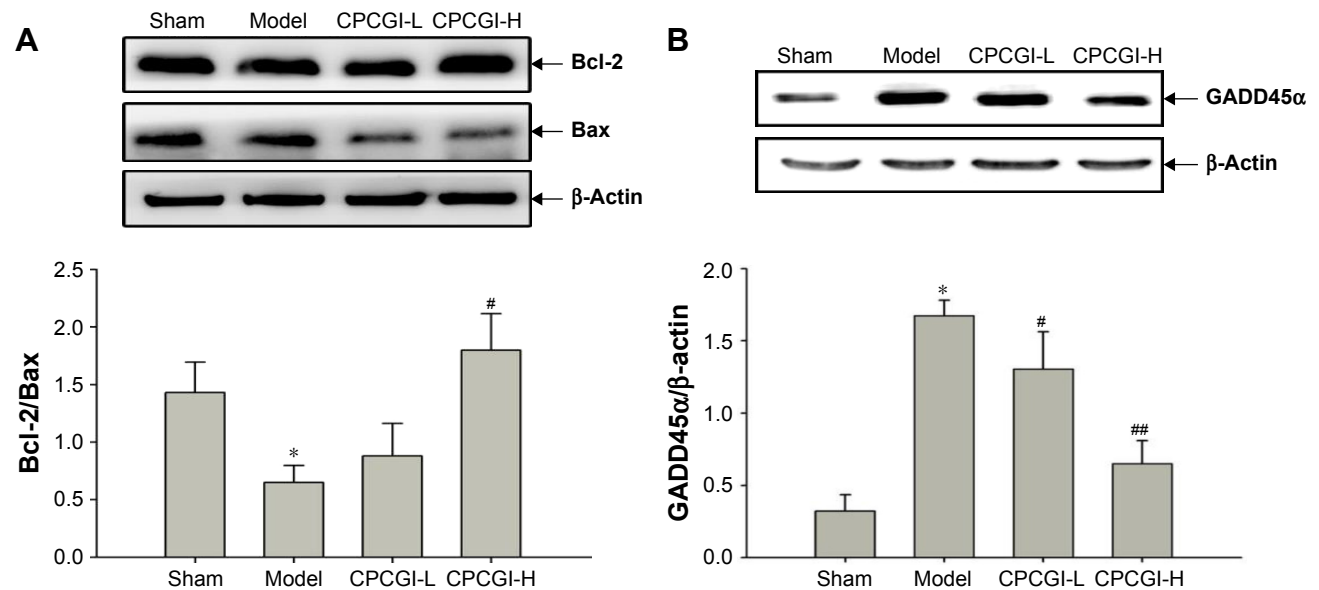 A
Sham Model CPCGI-L CPCGI-H
Bcl-2
Bax
β-Actin
2.5
2.0
1.5
1.0
0.5
0.0
Bcl-2/Bax
*
#
Sham Model CPCGI-L CPCGI-H
B
Sham Model CPCGI-L CPCGI-H
GADD45α
β-Actin
2.0
1.5
1.0
0.5
0.0
GADD45α/β-actin
*
#
##
Sham Model CPCGI-L CPCGI-H